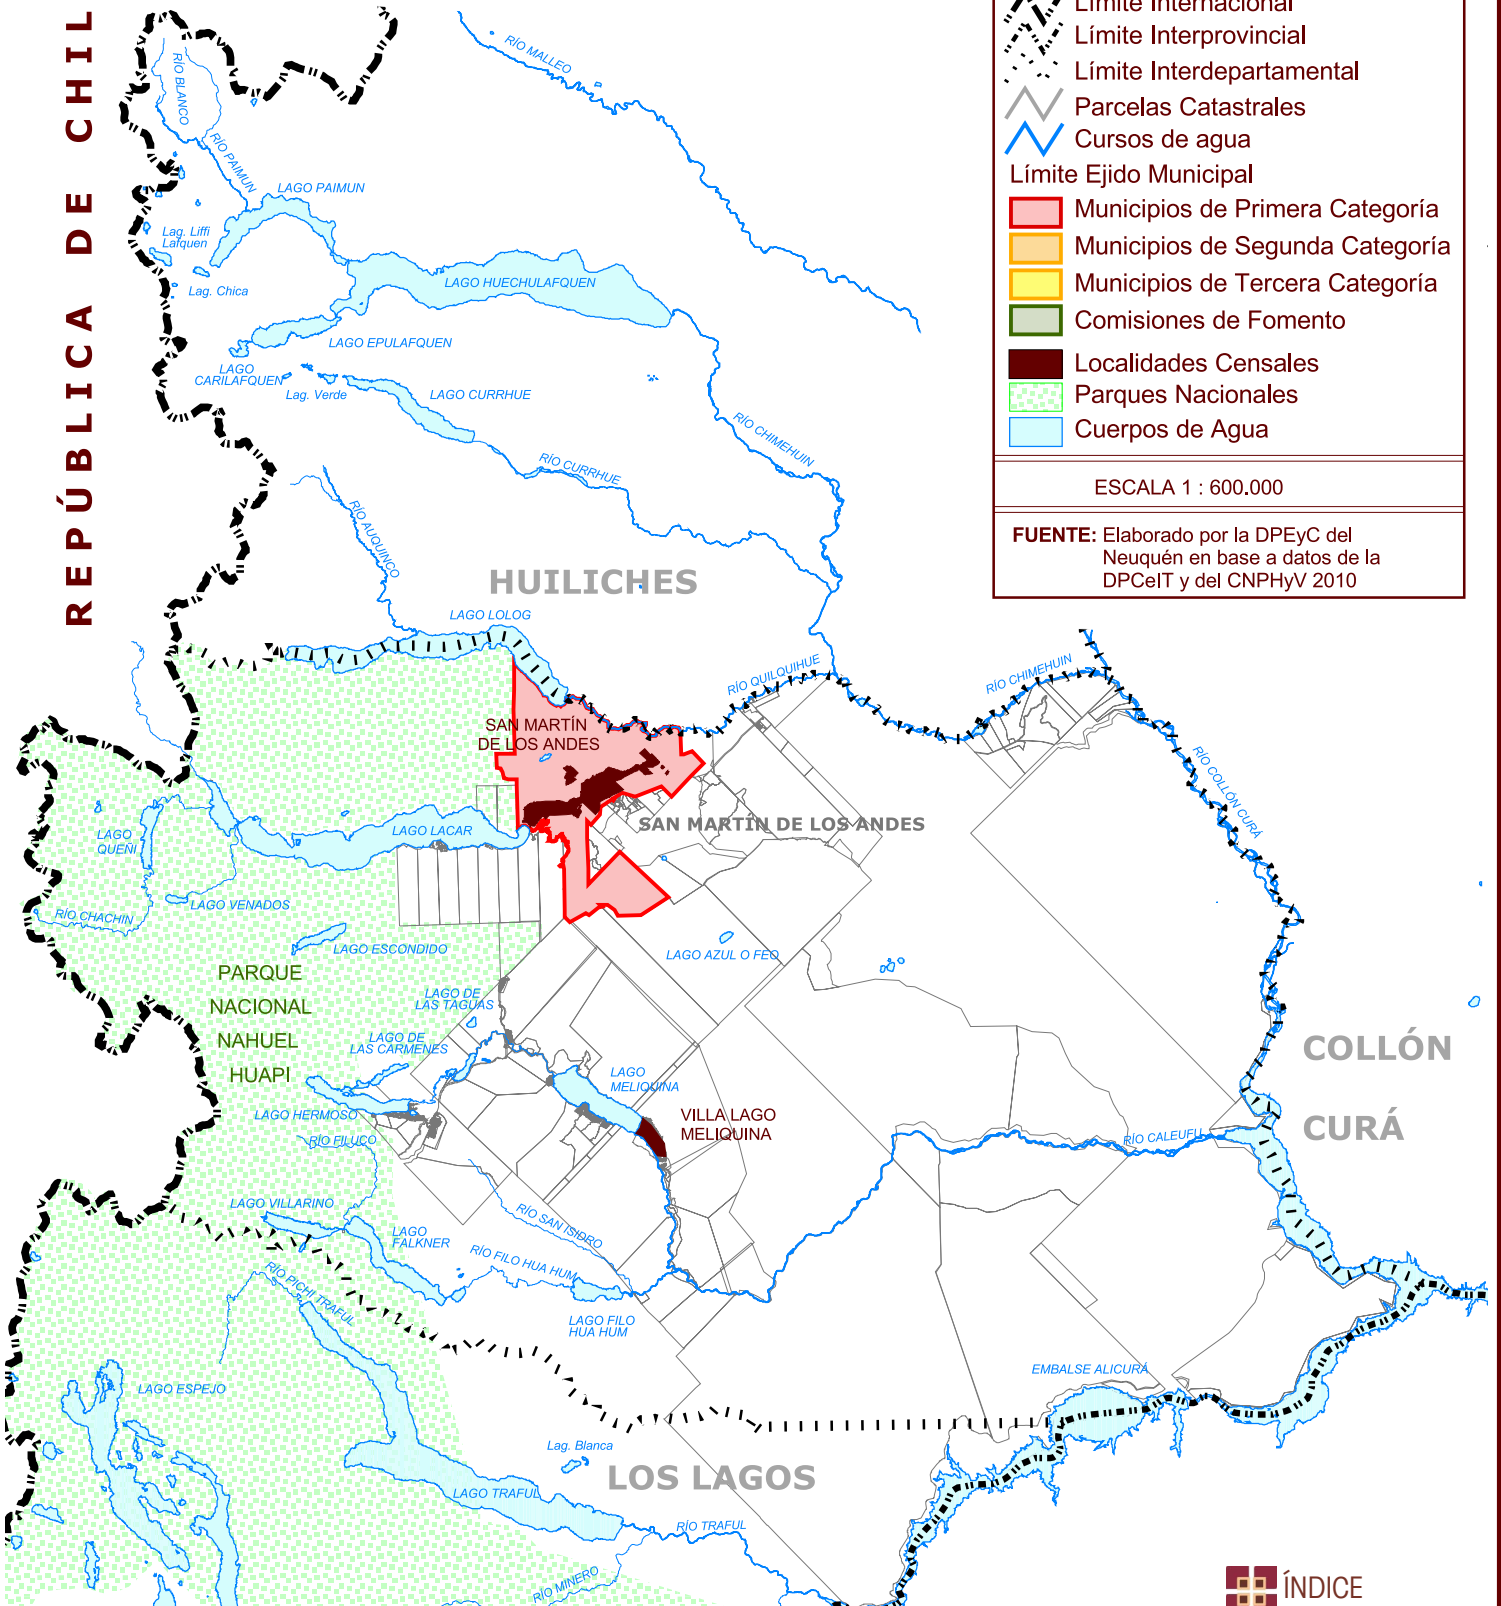 REPÚBLICA DE CHIL
Límite Internacional
Límite Interprovincial
Límite Interdepartamental
Parcelas Catastrales
Cursos de agua
Límite Ejido Municipal
Municipios de Primera Categoría
Municipios de Segunda Categoría
Municipios de Tercera Categoría
Comisiones de Fomento
Localidades Censales
Parques Nacionales
Cuerpos de Agua
ESCALA 1 : 600.000
FUENTE: Elaborado por la DPEyC del
Neuquén en base a datos de la
DPCeIT y del CNPHyV 2010
RÍO MALLEO
RÍO BLANCO
RÍO PAIMUN
LAGO PAIMUN
Lag. Liffi
Lafquen
Lag. Chica
LAGO HUECHULAFQUEN
LAGO EPULAFQUEN
LAGO
CARILAFQUEN
Lag. Verde
LAGO CURRHUE
RÍO CHIMEHUIN
RÍO CURRHUE
RÍO AUQUINCO
HUILICHES
LAGO LOLOG
RÍO QUILQUIHUE
RÍO CHIMEHUIN
SAN MARTÍN
DE LOS ANDES
RÍO COLLÓN CURÁ
LAGO
QUEÑI
LAGO LACAR
SAN MARTÍN DE LOS ANDES
LAGO VENADOS
RÍO CHACHIN
LAGO ESCONDIDO
LAGO AZUL O FEO
PARQUE
NACIONAL
NAHUEL
HUAPI
LAGO DE
LAS TAGUAS
LAGO DE
LAS CARMENES
COLLÓN
CURÁ
LAGO
MELIQUINA
LAGO HERMOSO
VILLA LAGO
MELIQUINA
RÍO FILUCO
RÍO CALEUFU
LAGO VILLARINO
RÍO SAN ISIDRO
LAGO
FALKNER
RÍO FILO HUA HUM
RÍO PICHI TRAFUL
LAGO FILO
HUA HUM
EMBALSE ALICURÁ
LAGO ESPEJO
Lag. Blanca
LOS LAGOS
LAGO TRAFUL
RÍO TRAFUL
RÍO MINERO
ÍNDICE